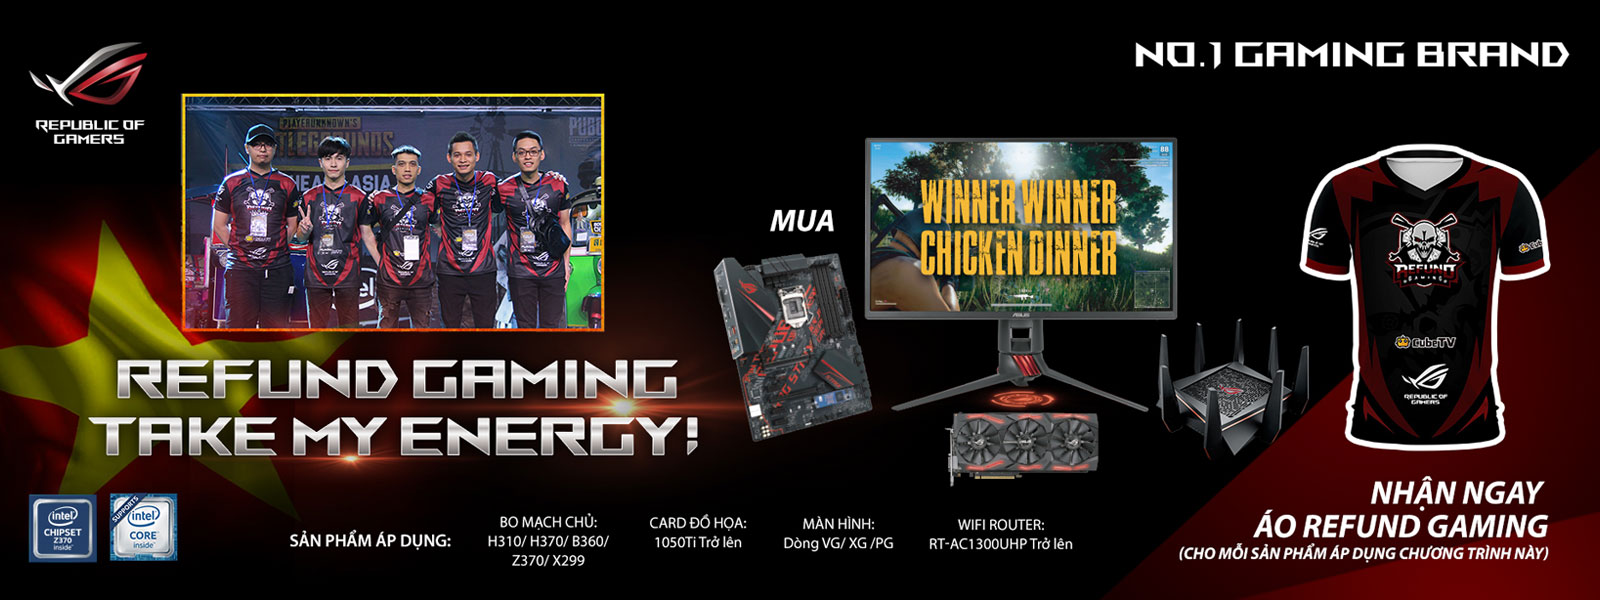 NO.1 GAMING BRAND
REPUBLIC OF
GAMERS
PLAYERUNKNOWN'S
PUBG
MUA
WINNER WINNER
CHICKEN DINNER
ASUS
REFUND
GAMING
CubeTV
REPUBLIC OF
GAMERS
REFUND GAMING
TAKE MY ENERGY!
intel
CHIPSET
Z370
inside
SUPPORTS
intel
CORE
inside
SẢN PHẨM ÁP DỤNG:
BO MẠCH CHỦ:
H310/ H370/ B360/
Z370/ X299
CARD ĐỒ HỌA:
1050Ti Trở lên
MÀN HÌNH:
Dòng VG/ XG /PG
WIFI ROUTER:
RT-AC1300UHP Trở lên
NHẬN NGAY
ÁO REFUND GAMING
(CHO MỖI SẢN PHẨM ÁP DỤNG CHƯƠNG TRÌNH NÀY)